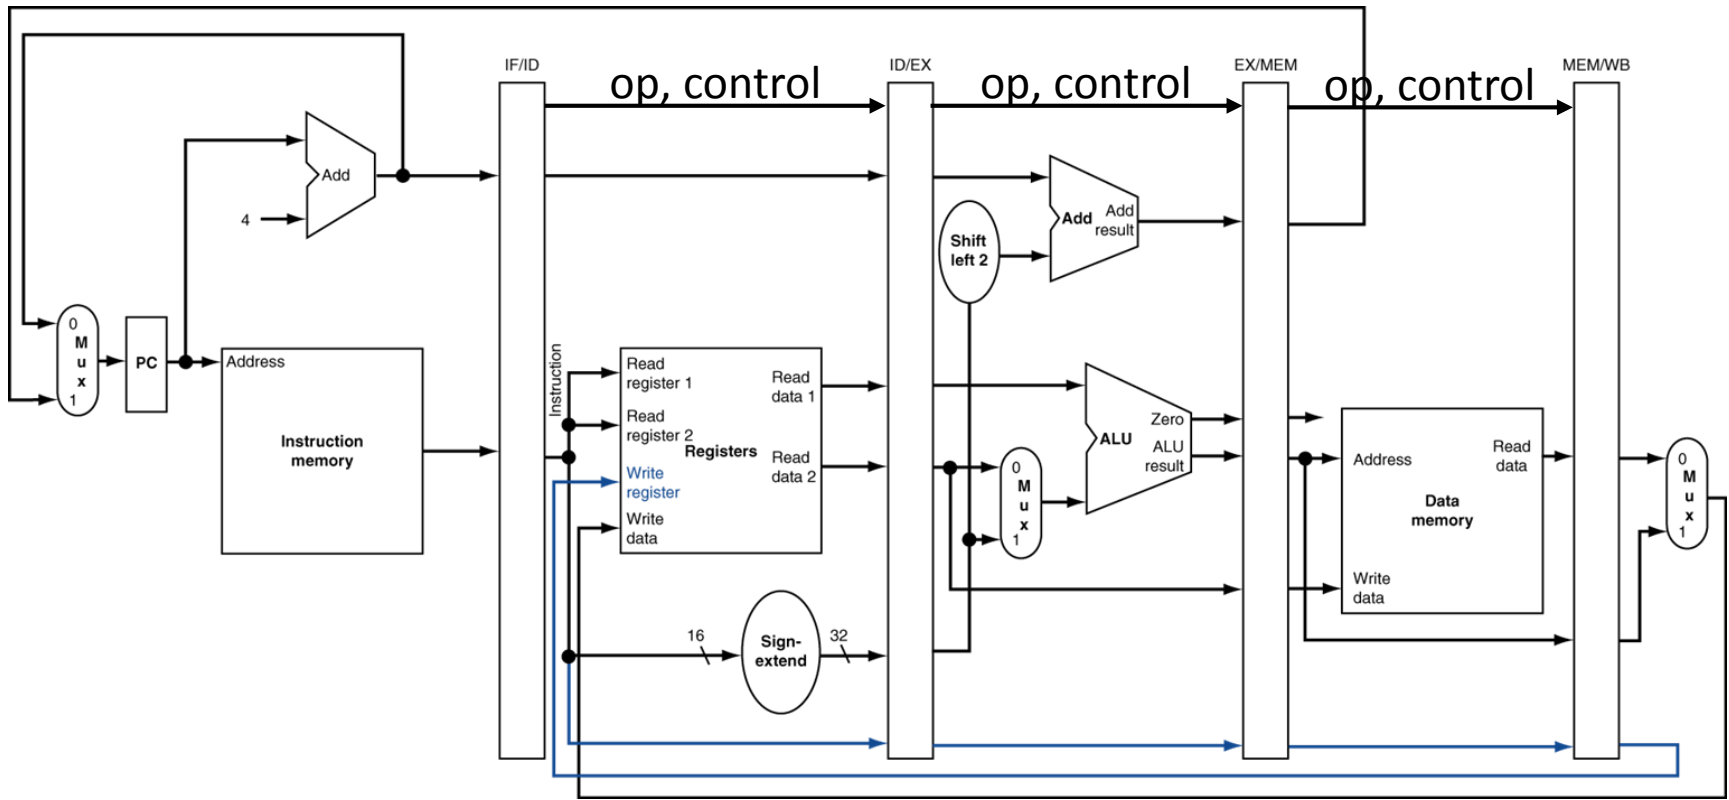 IF/ID
ID/EX
EX/MEM
MEM/WB
op, control
op, control
op, control
Add
4
Add
Add
result
Shift
left 2
0
M
u
x
1
PC
Address
Instruction
memory
Instruction
Read
register 1
Read
register 2
Registers
Write
register
Write
data
Read
data 1
Read
data 2
16
Sign-
extend
32
0
M
u
x
1
Zero
ALU
ALU
result
Address
Read
data
Data
memory
Write
data
0
M
u
x
1